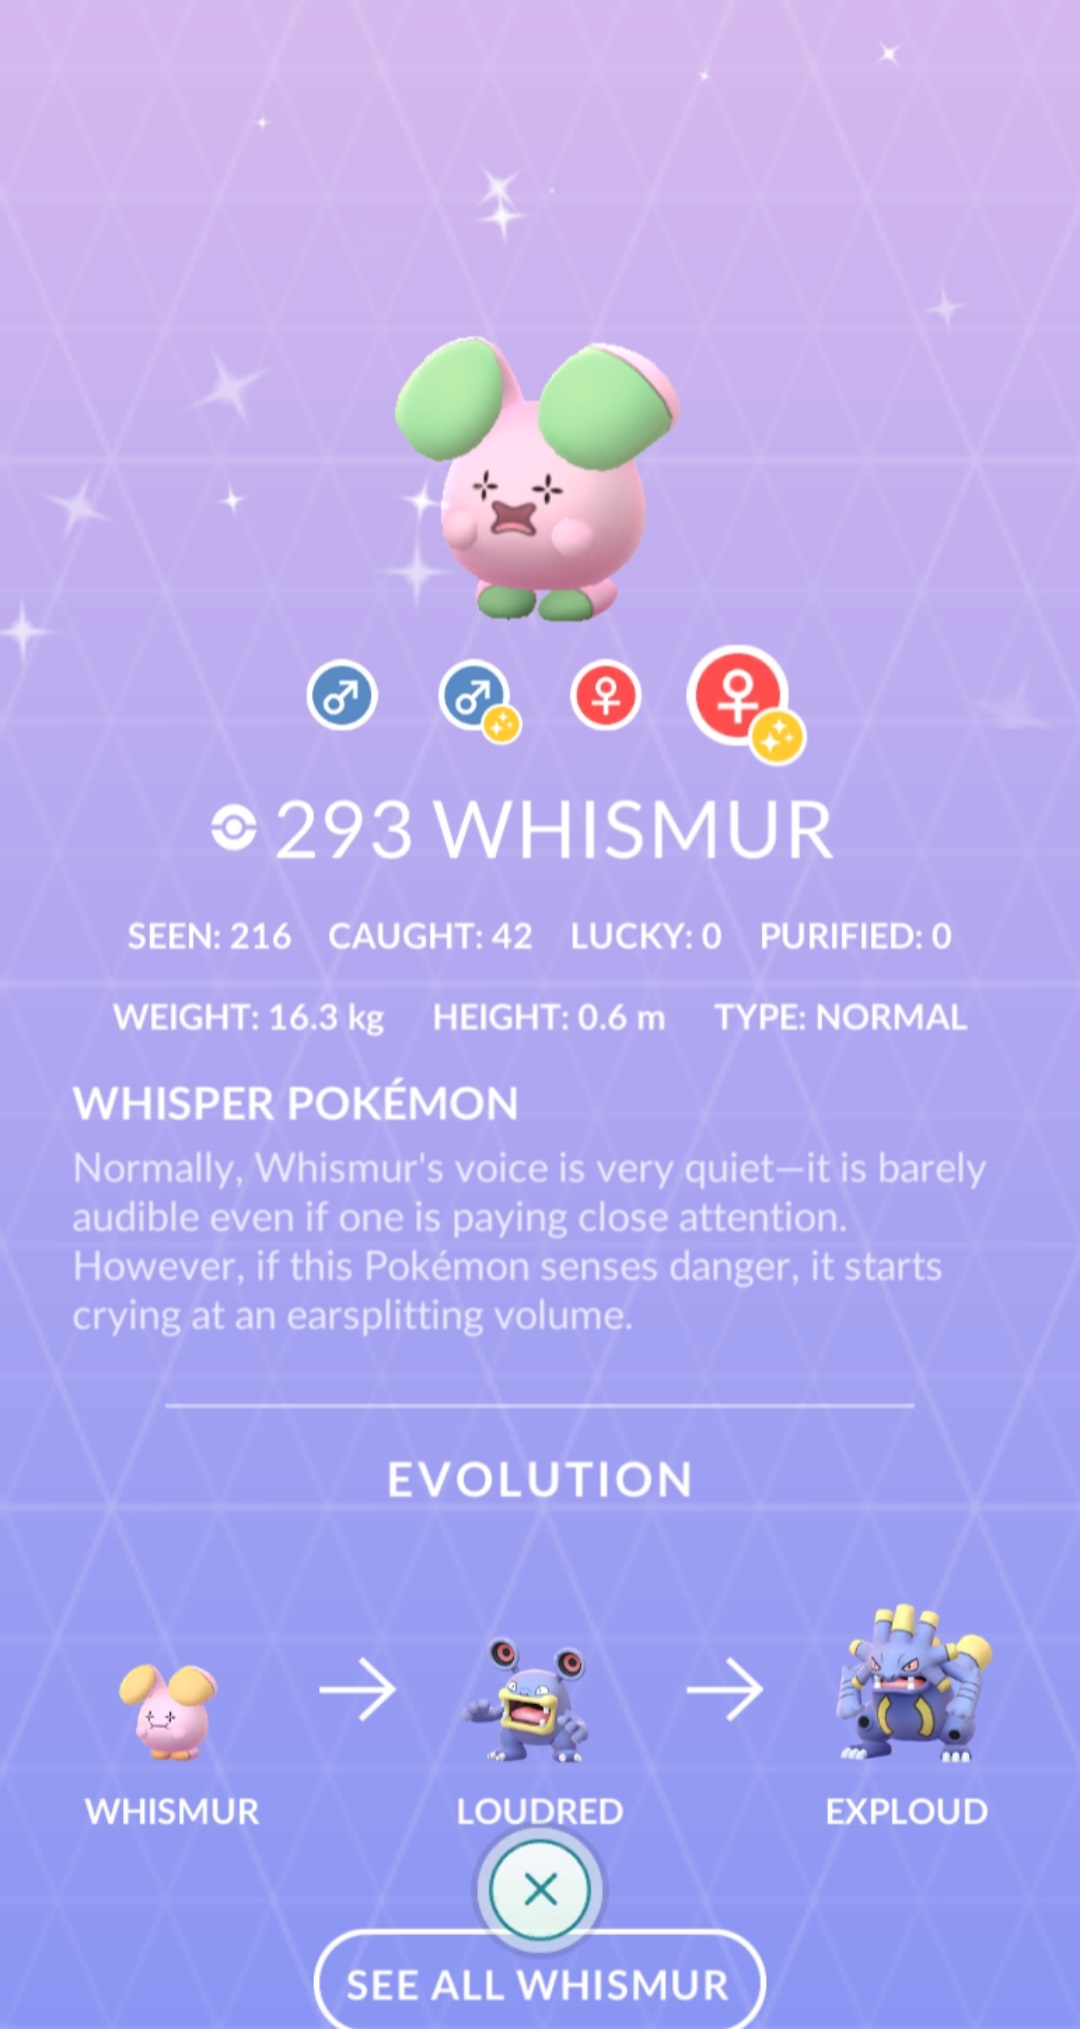 293 WHISMUR
SEEN: 216 CAUGHT: 42 LUCKY: 0 PURIFIED: 0
WEIGHT: 16.3 kg HEIGHT: 0.6 m TYPE: NORMAL
WHISPER POKÉMON
Normally, Whismur's voice is very quiet—it is barely
audible even if one is paying close attention.
However, if this Pokémon senses danger, it starts
crying at an earsplitting volume.
EVOLUTION
WHISMUR LOUDRED EXPLOUD
SEE ALL WHISMUR